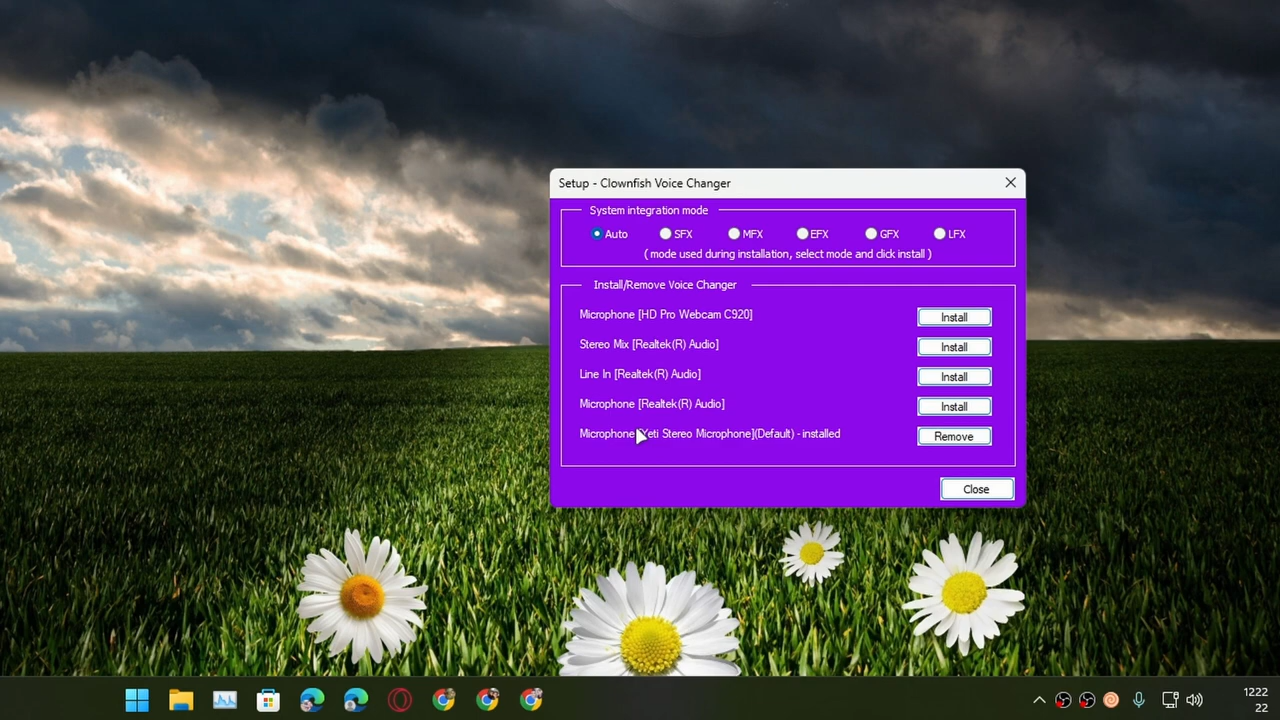 Setup - Clownfish Voice Changer
System integration mode
Auto SFX MFX EFX GFX LFX
( mode used during installation, select mode and click install )
Install/Remove Voice Changer
Microphone [HD Pro Webcam C920] Install
Stereo Mix [Realtek(R) Audio] Install
Line In [Realtek(R) Audio] Install
Microphone [Realtek(R) Audio] Install
Microphone Stereo Microphone](Default) - installed Remove
Close
1222
22